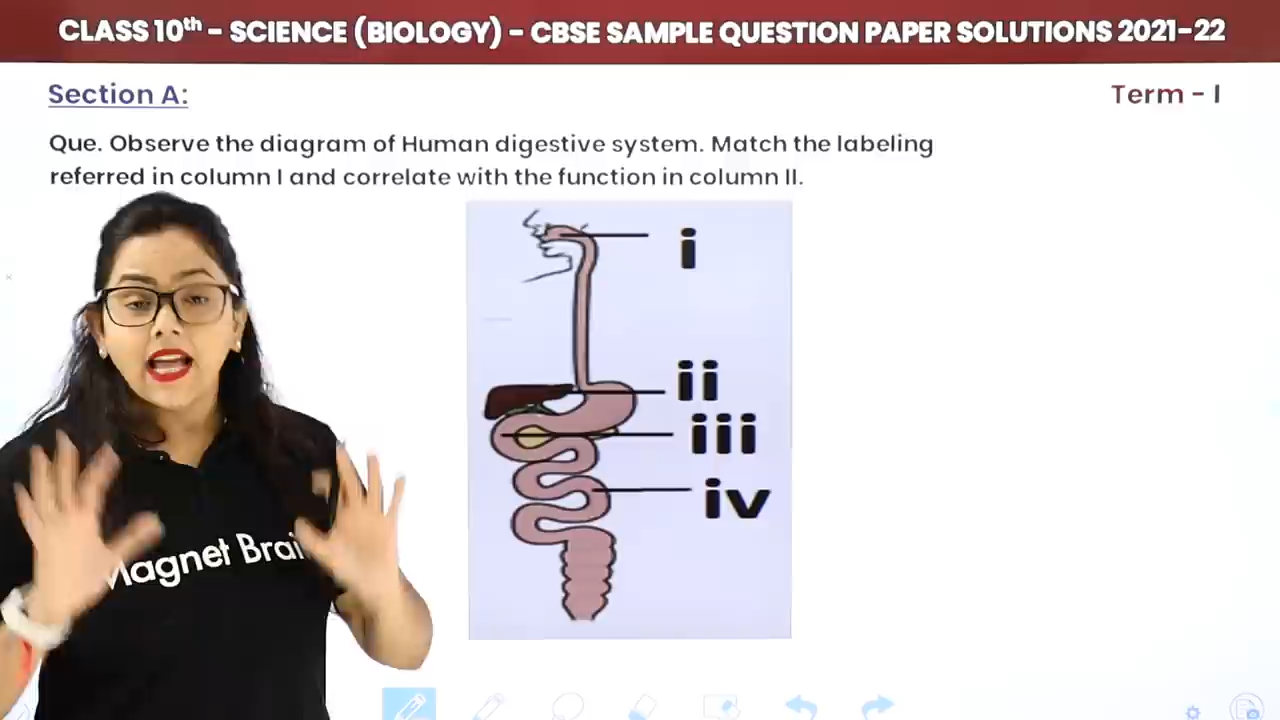 CLASS 10th – SCIENCE (BIOLOGY) – CBSE SAMPLE QUESTION PAPER SOLUTIONS 2021-22
Section A:
Term - I
Que. Observe the diagram of Human digestive system. Match the labeling
referred in column I and correlate with the function in column II.
i
ii
iii
iv
Magnet Brai